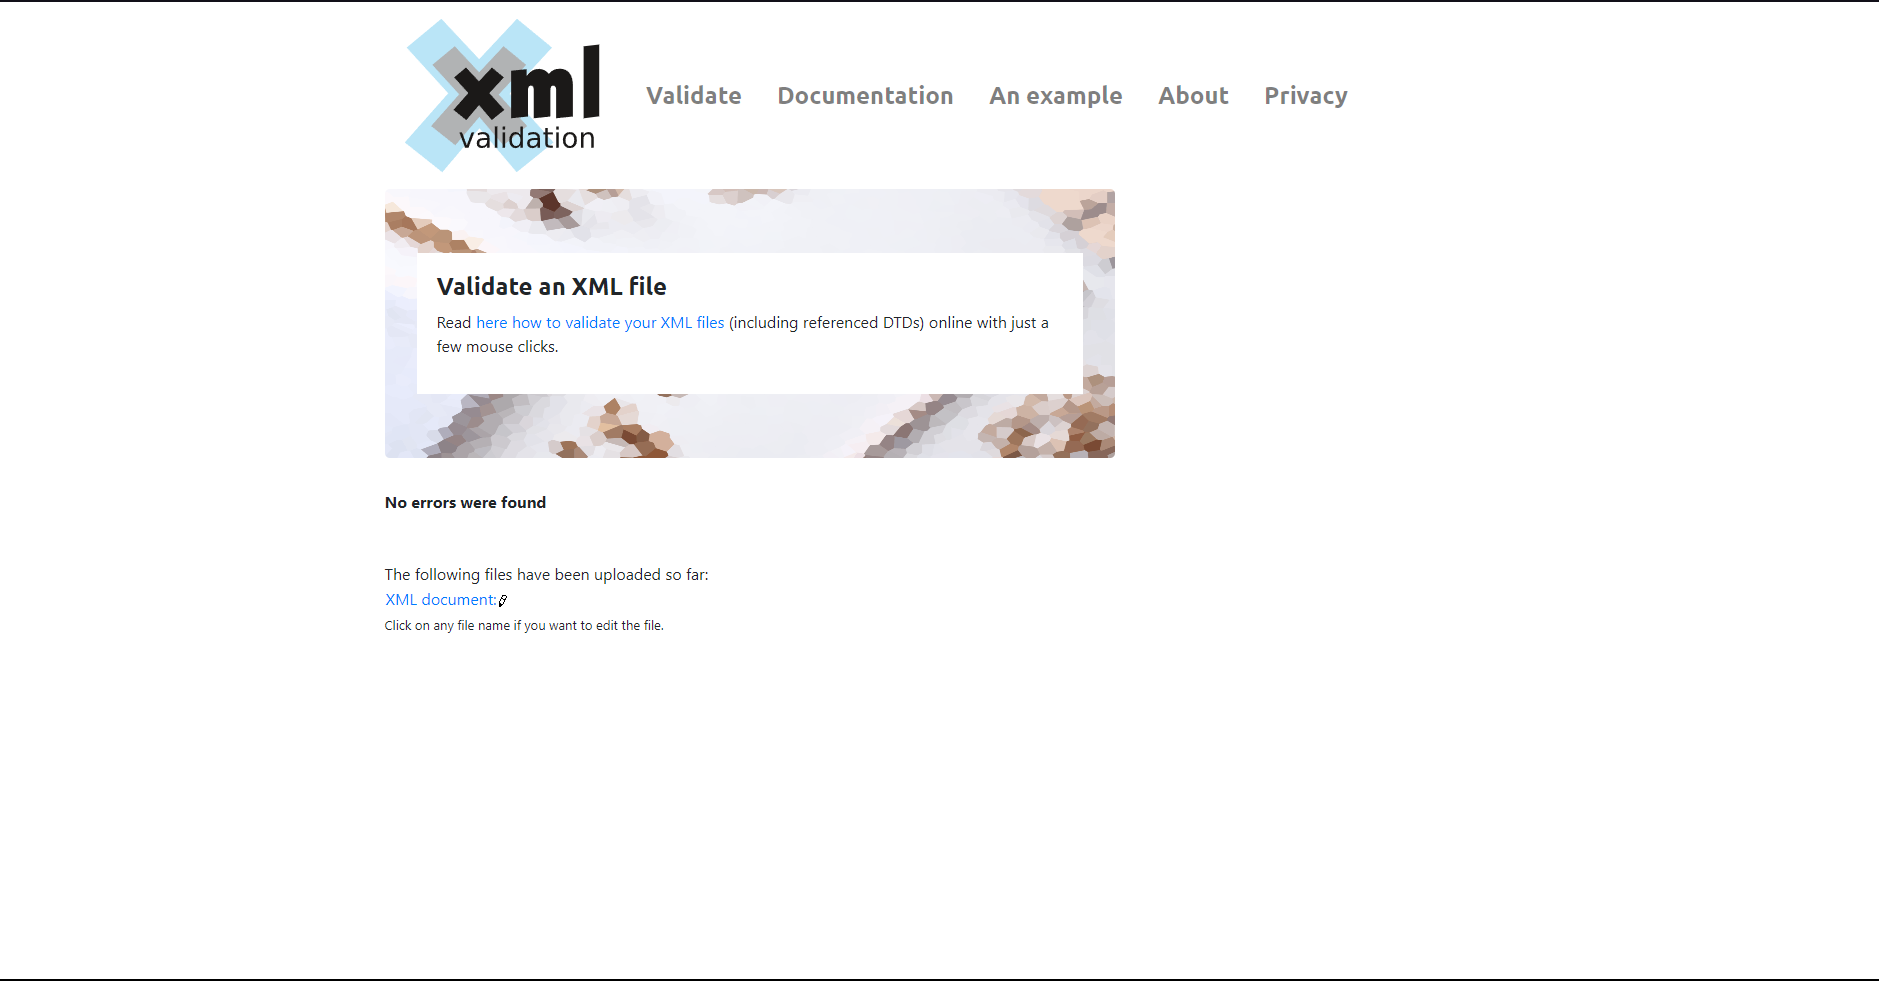 xml
validation
Validate Documentation An example About Privacy
Validate an XML file
Read here how to validate your XML files (including referenced DTDs) online with just a
few mouse clicks.
No errors were found
The following files have been uploaded so far:
XML document:
Click on any file name if you want to edit the file.